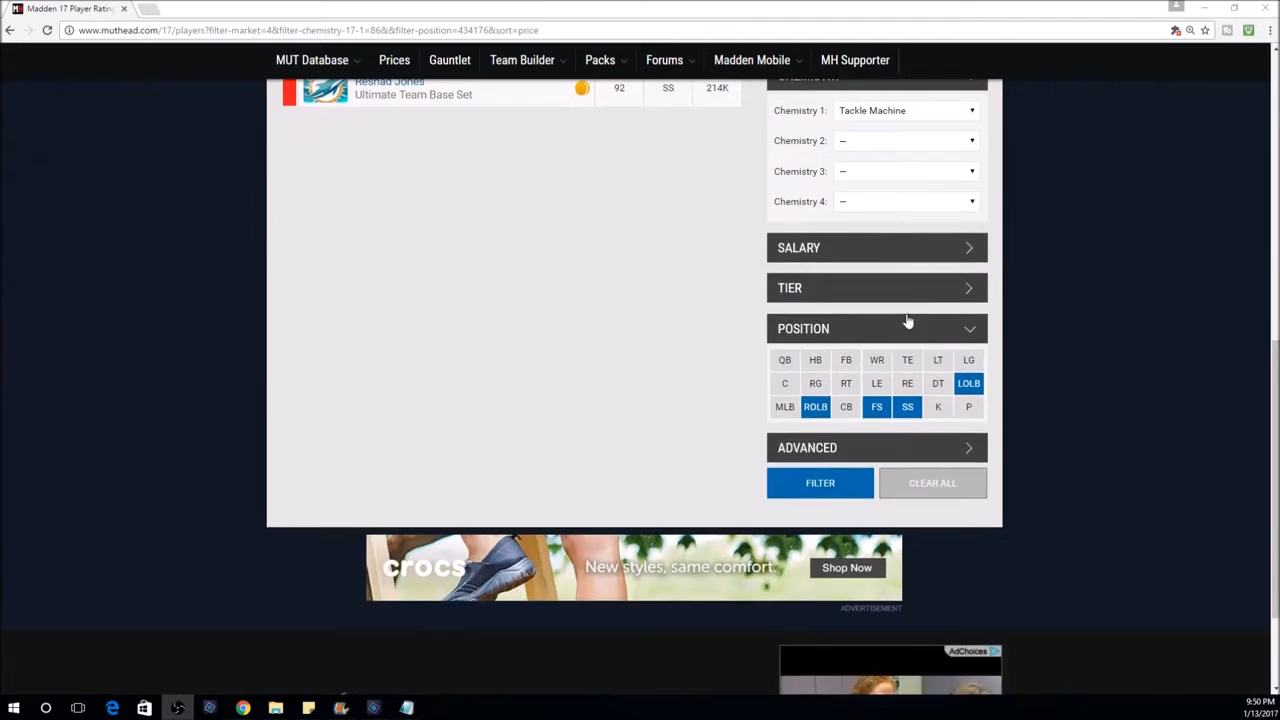 Madden 17 Player Rating
www.muthead.com/17/players?filter-market=4&filter-chemistry-17-1=86&&filter-position=434176&sort=price
MUT Database Prices Gauntlet Team Builder Packs Forums Madden Mobile MH Supporter
Reshad Jones
Ultimate Team Base Set 92 SS 214K
CHEMISTRY
Chemistry 1: Tackle Machine
Chemistry 2: --
Chemistry 3: --
Chemistry 4: --
SALARY
TIER
POSITION
QB HB FB WR TE LT LG
C RG RT LE RE DT LOLB
MLB ROLB CB FS SS K P
ADVANCED
FILTER CLEAR ALL
crocs New styles, same comfort. Shop Now
ADVERTISEMENT
AdChoices
9:50 PM
1/13/2017